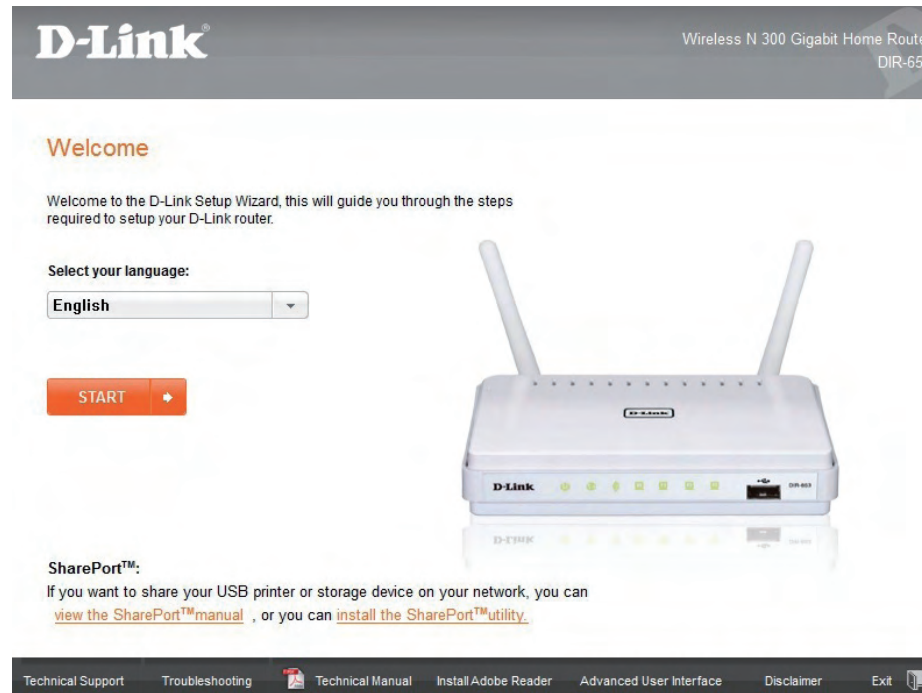 D-Link®
Wireless N 300 Gigabit Home Route
DIR-65
Welcome
Welcome to the D-Link Setup Wizard, this will guide you through the steps
required to setup your D-Link router.
Select your language:
English
START
D-Link
D-Link
DIR-653
SharePort™:
If you want to share your USB printer or storage device on your network, you can
view the SharePort™manual , or you can install the SharePort™utility.
Technical Support Troubleshooting Technical Manual Install Adobe Reader Advanced User Interface Disclaimer Exit